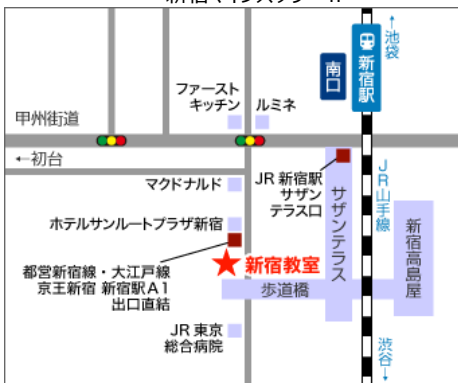 ←池袋
新宿駅
南口
ファースト
キッチン
ルミネ
甲州街道
←初台
マクドナルド
JR 新宿駅
サザン
テラス口
サザンテラス
JR山手線
新宿高島屋
ホテルサンルートプラザ新宿
新宿教室
都営新宿線・大江戸線
京王新宿 新宿駅A1
出口直結
歩道橋
JR 東京
総合病院
渋谷→